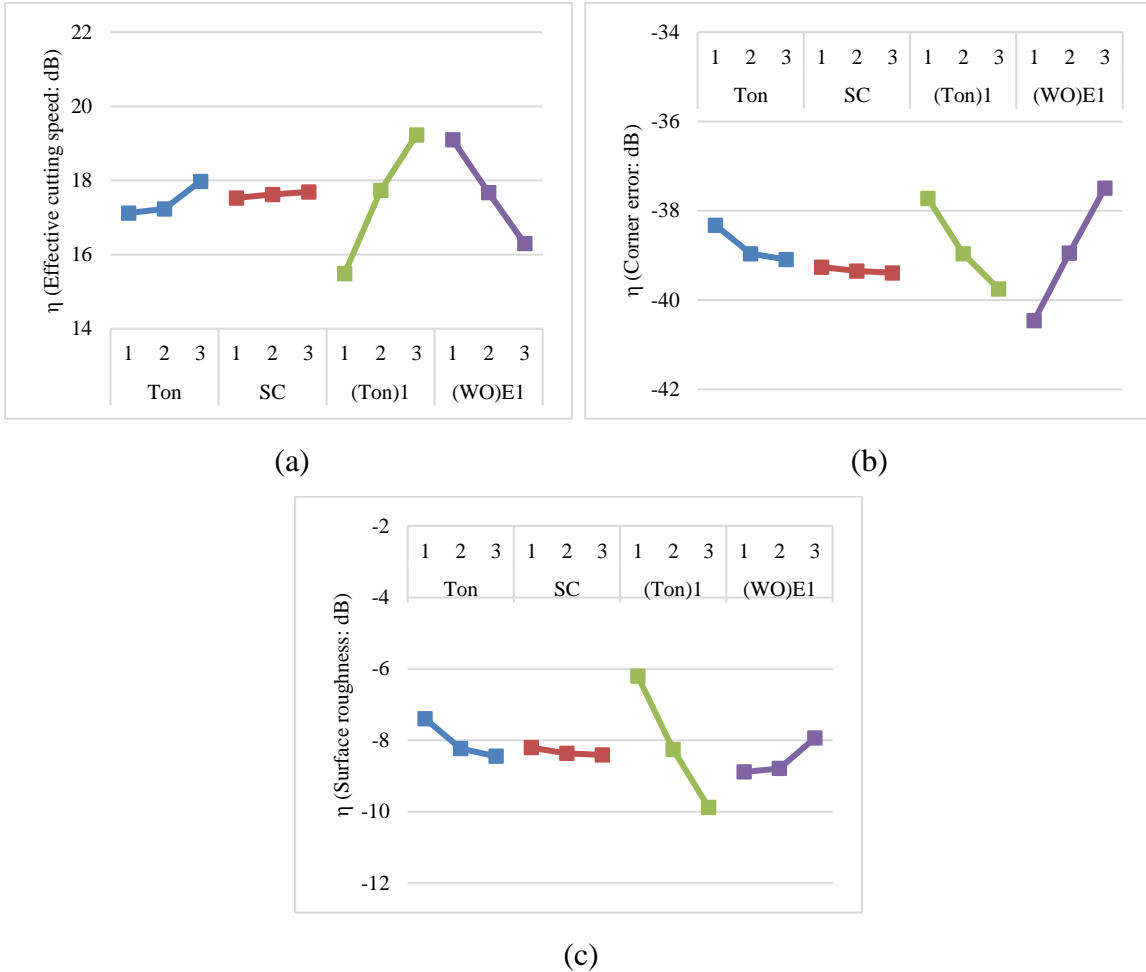 η (Effective cutting speed: dB)
22
20
18
16
14
1 2 3 1 2 3 1 2 3 1 2 3
Ton SC (Ton)1 (WO)E1
(a)
η (Corner error: dB)
-34
1 2 3 1 2 3 1 2 3 1 2 3
Ton SC (Ton)1 (WO)E1
-36
-38
-40
-42
(b)
η (Surface roughness: dB)
-2
1 2 3 1 2 3 1 2 3 1 2 3
Ton SC (Ton)1 (WO)E1
-4
-6
-8
-10
-12
(c)